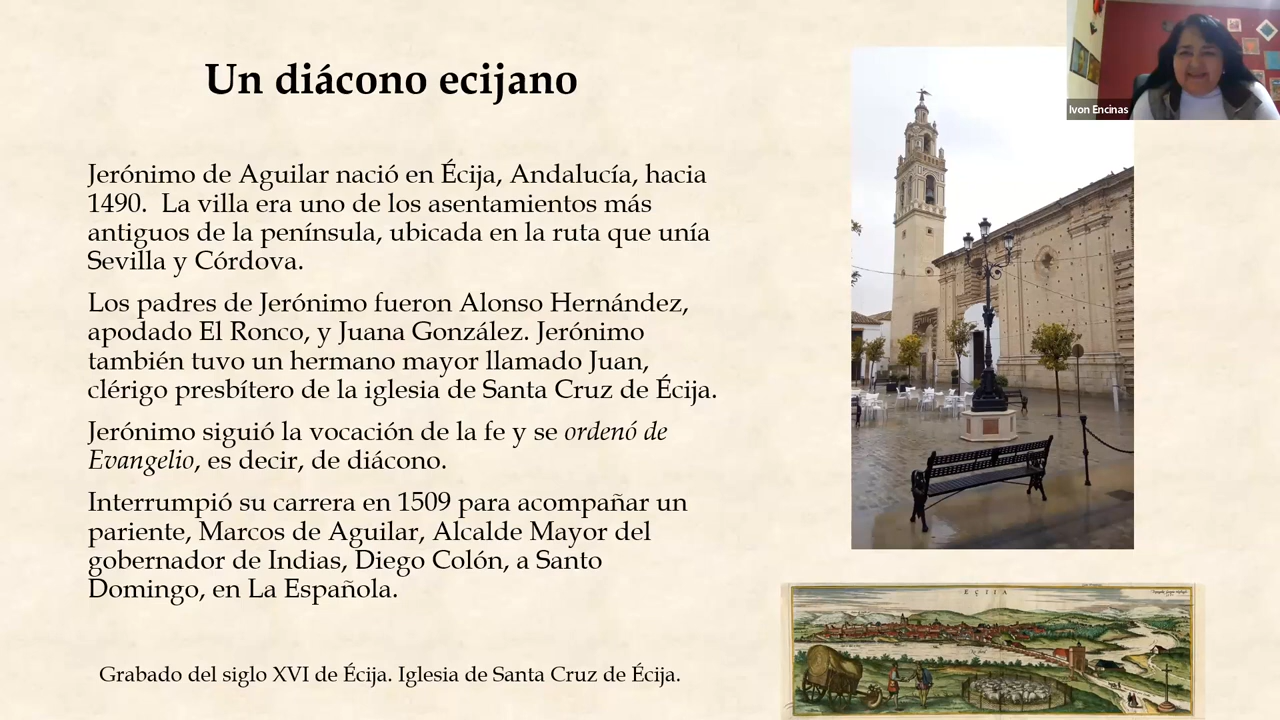 Un diácono ecijano
Ivon Encinas
Jerónimo de Aguilar nació en Écija, Andalucía, hacia
1490.  La villa era uno de los asentamientos más
antiguos de la península, ubicada en la ruta que unía
Sevilla y Córdova.
Los padres de Jerónimo fueron Alonso Hernández,
apodado El Ronco, y Juana González. Jerónimo
también tuvo un hermano mayor llamado Juan,
clérigo presbítero de la iglesia de Santa Cruz de Écija.
Jerónimo siguió la vocación de la fe y se ordenó de
Evangelio, es decir, de diácono.
Interrumpió su carrera en 1509 para acompañar un
pariente, Marcos de Aguilar, Alcalde Mayor del
gobernador de Indias, Diego Colón, a Santo
Domingo, en La Española.
Grabado del siglo XVI de Écija. Iglesia de Santa Cruz de Écija.